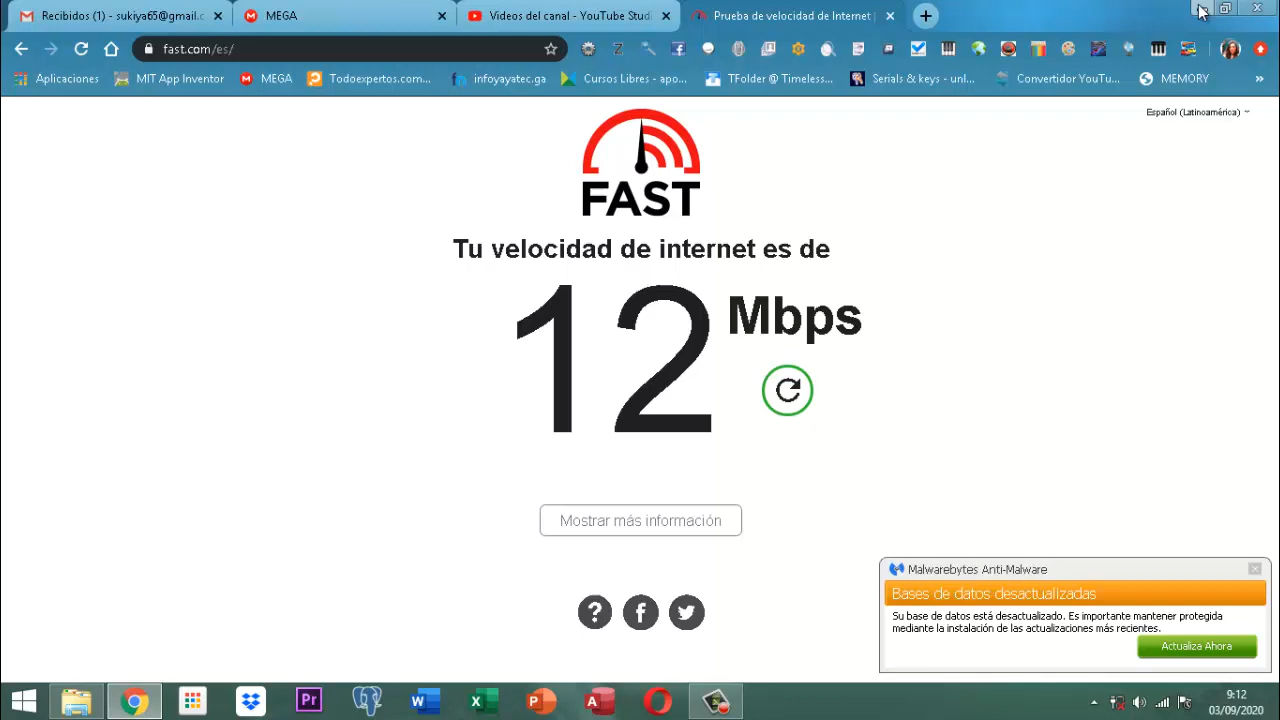 Recibidos (1) - sukiya65@gmail.c
MEGA
Videos del canal - YouTube Studi
Prueba de velocidad de Internet |
fast.com/es/
Aplicaciones
MIT App Inventor
MEGA
Todoexpertos.com...
infoyayatec.ga
Cursos Libres - apo...
TFolder @ Timeless...
Serials & keys - unl...
Convertidor YouTu...
MEMORY
»
Español (Latinoamérica)
FAST
Tu velocidad de internet es de
12 Mbps
Mostrar más información
Malwarebytes Anti-Malware
Bases de datos desactualizadas
Su base de datos está desactualizado. Es importante mantener protegida
mediante la instalación de las actualizaciones más recientes.
Actualiza Ahora
9:12
03/09/2020